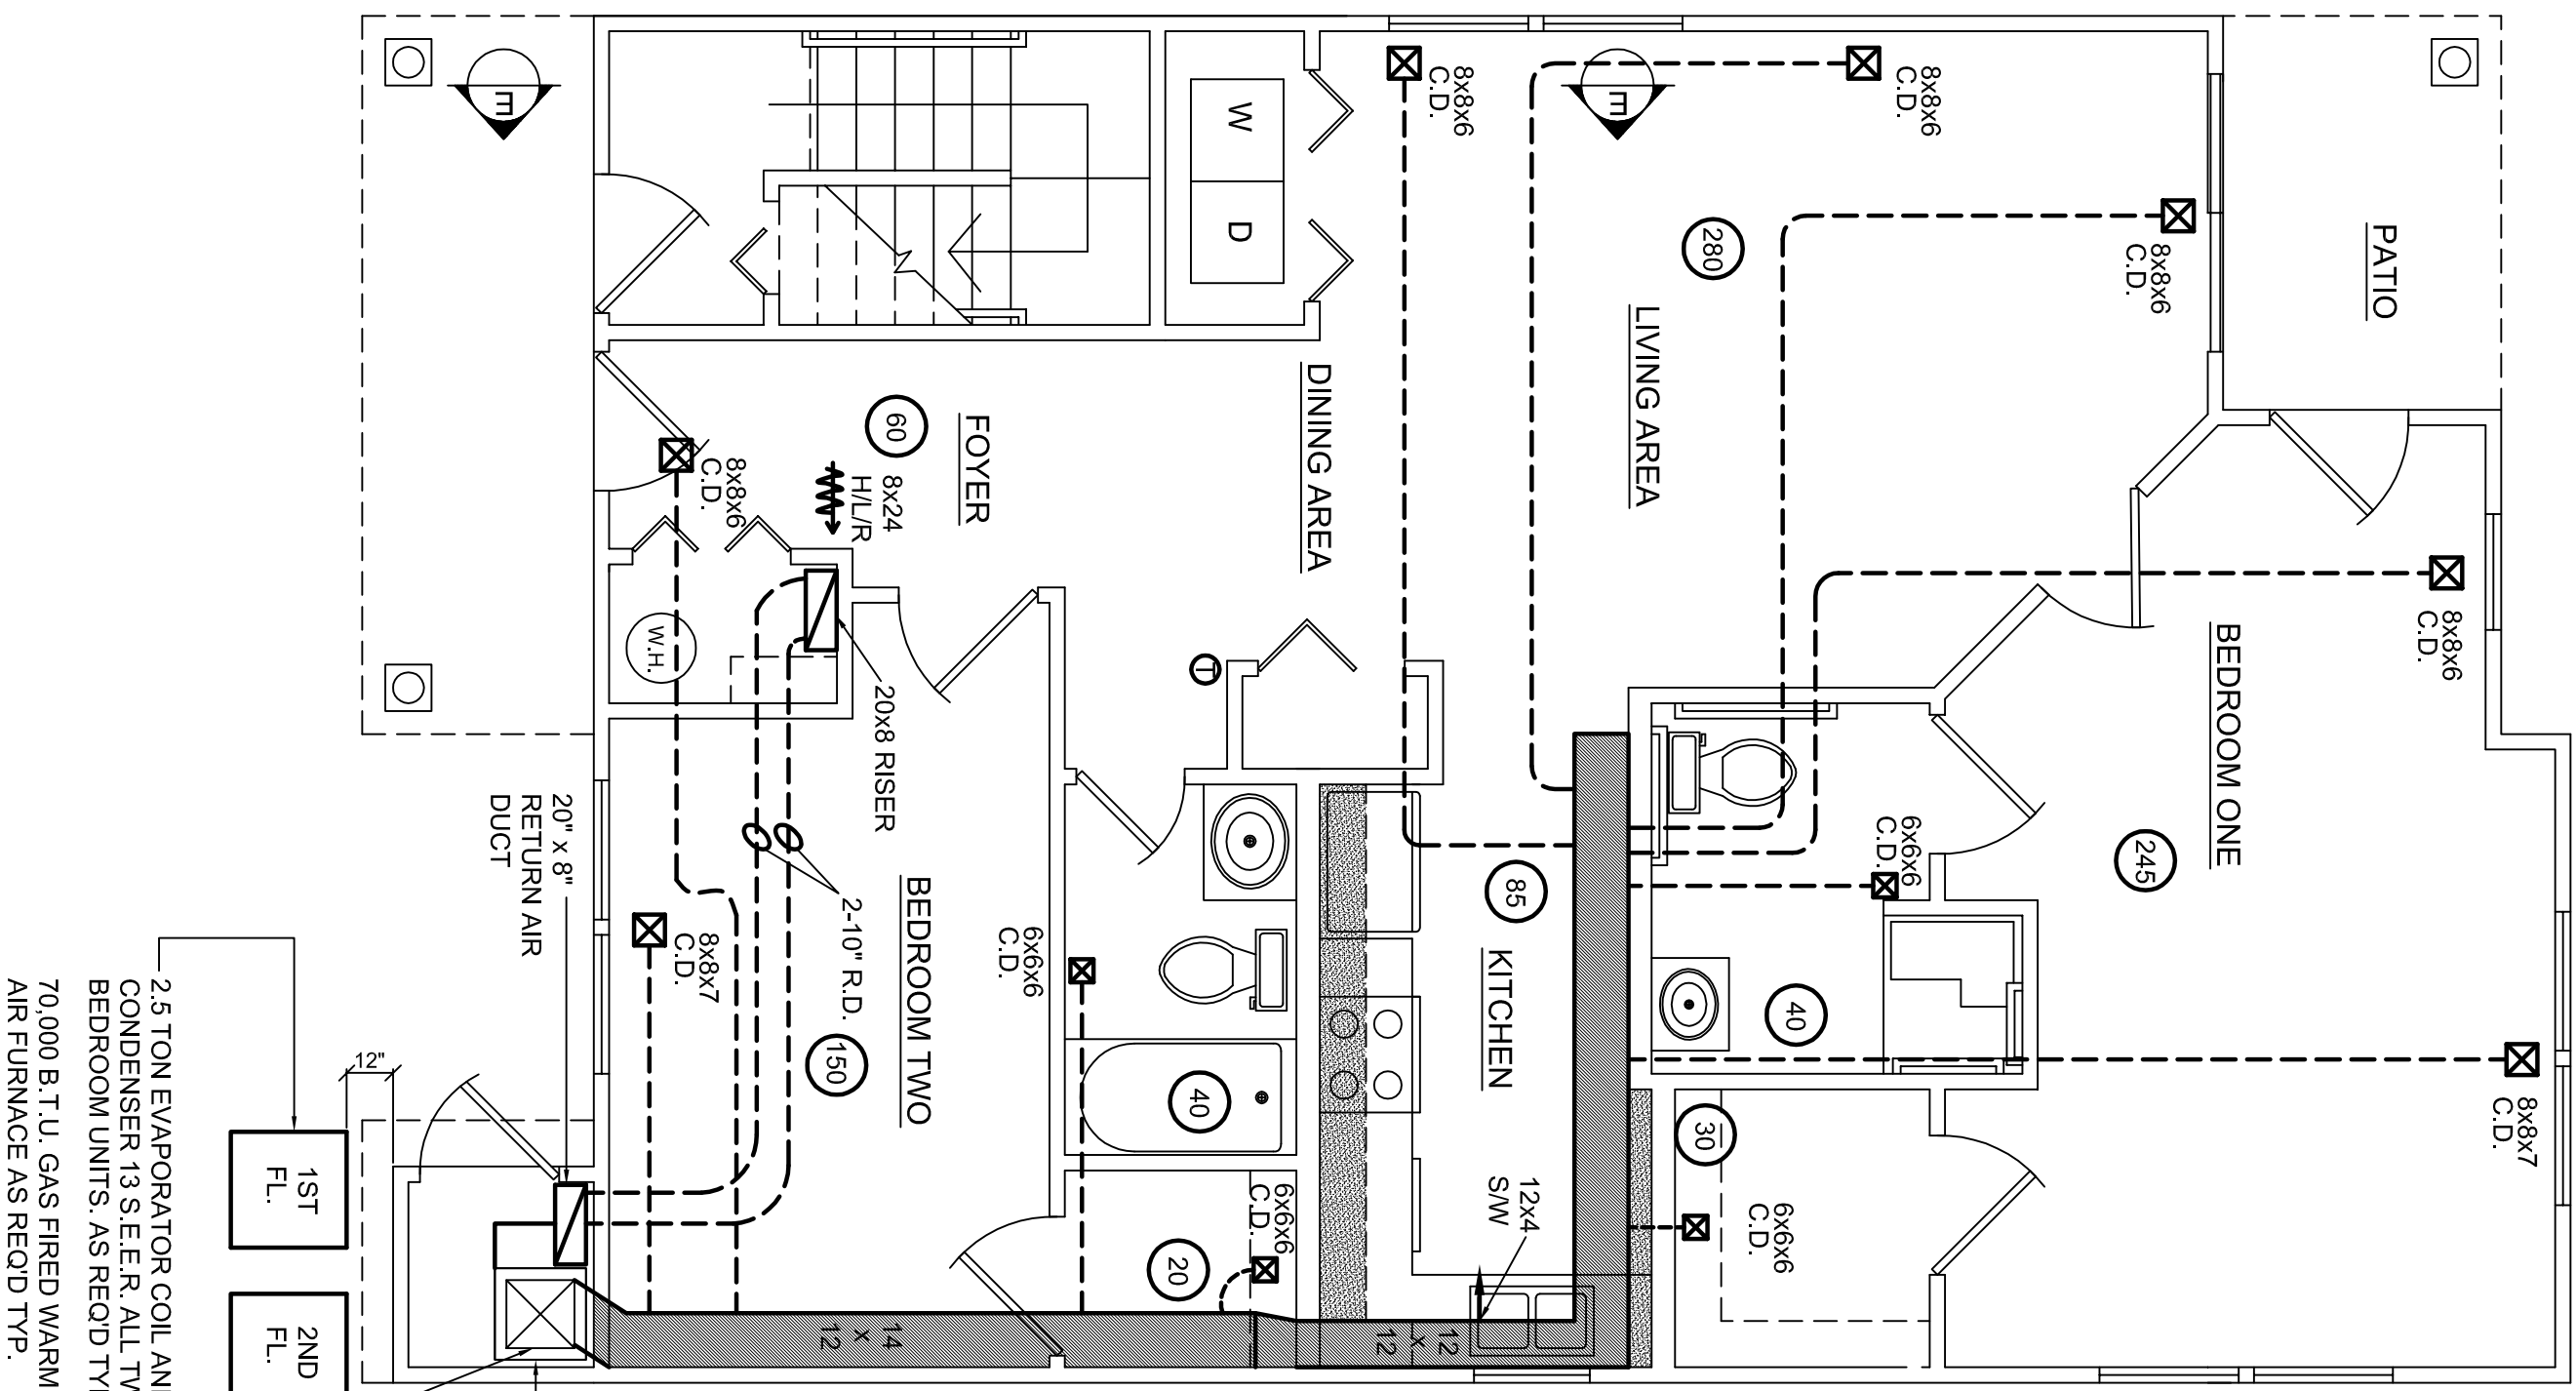 PATIO
8x8x7
C.D.
8x8x6
C.D.
BEDROOM ONE
245
8x8x6
C.D.
8x8x6
C.D.
E
8x8x6
C.D.
280
LIVING AREA
6x6x6
C.D.
40
30
6x6x6
C.D.
DINING AREA
85
KITCHEN
12x4
S/W
12
x
12
W
D
T
6x6x6
C.D.
20
40
6x6x6
C.D.
FOYER
60
8x24
H/L/R
20x8 RISER
BEDROOM TWO
2-10" R.D.
150
14
x
12
8x8x6
C.D.
W.H.
8x8x7
C.D.
E
20" x 8"
RETURN AIR
DUCT
12"
1ST
FL.
2ND
FL.
2.5 TON EVAPORATOR COIL AN
CONDENSER 13 S.E.E.R. ALL TW
BEDROOM UNITS. AS REQ'D TY
70,000 B.T.U. GAS FIRED WARM
AIR FURNACE AS REQ'D TYP.